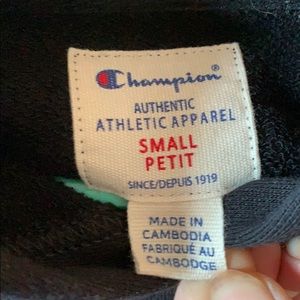 Champion
AUTHENTIC
ATHLETIC APPAREL
SMALL
PETIT
SINCE/DEPUIS 1919
MADE IN
CAMBODIA
FABRIQUÉ AU
CAMBODGE